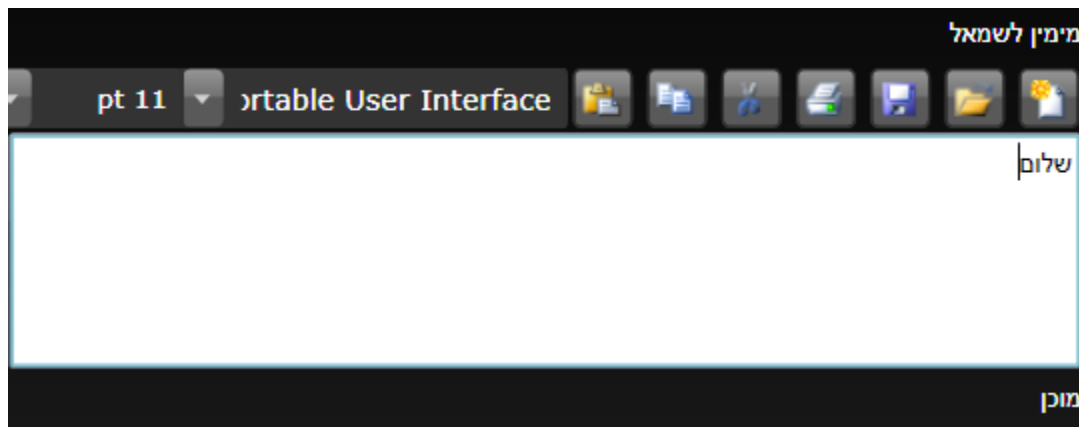 מימין לשמאל
ortable User Interface pt 11
שלום
מוכן